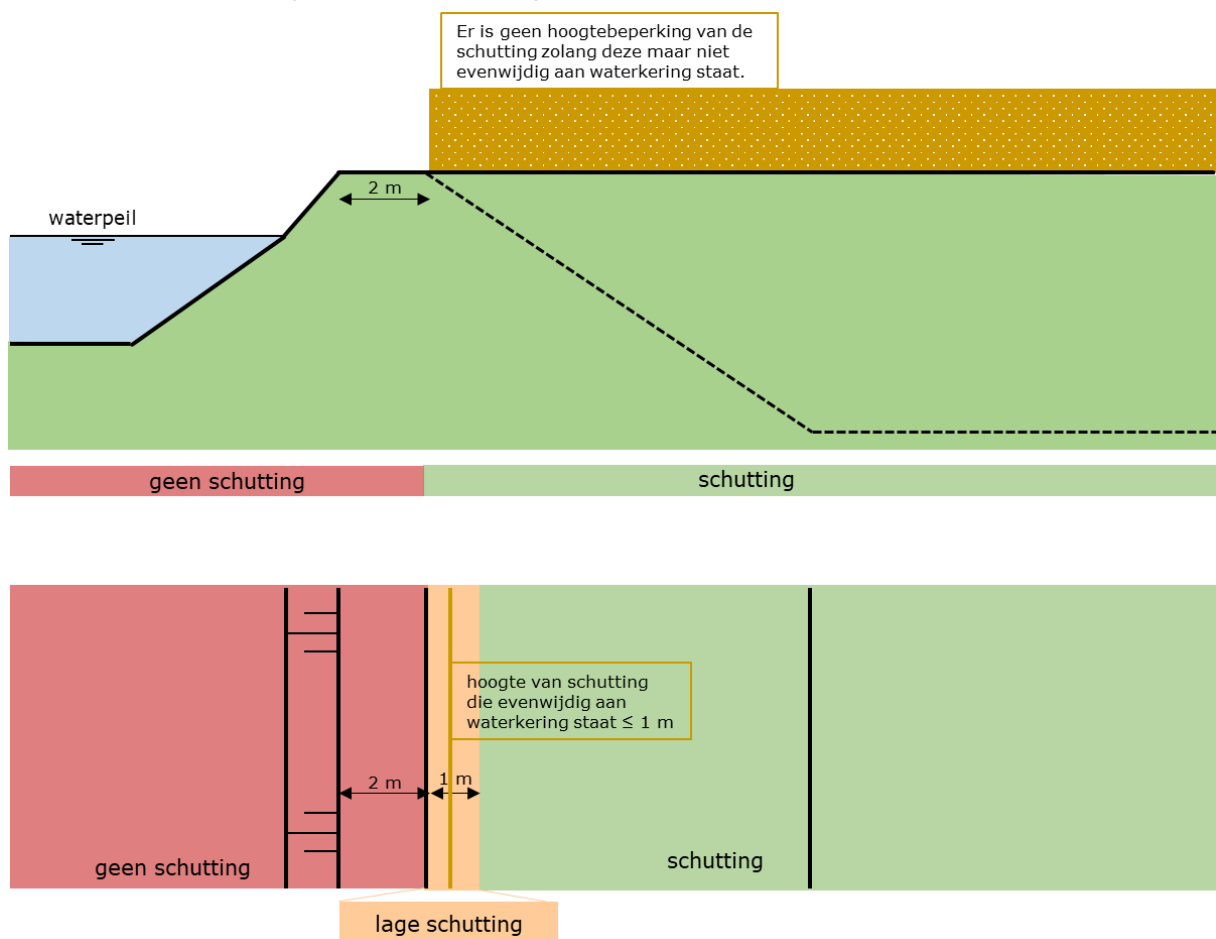 Er is geen hoogtebeperking van de
schutting zolang deze maar niet
evenwijdig aan waterkering staat.
2 m
waterpeil
geen schutting
schutting
hoogte van schutting
die evenwijdig aan
waterkering staat ≤ 1 m
2 m
1 m
geen schutting
schutting
lage schutting